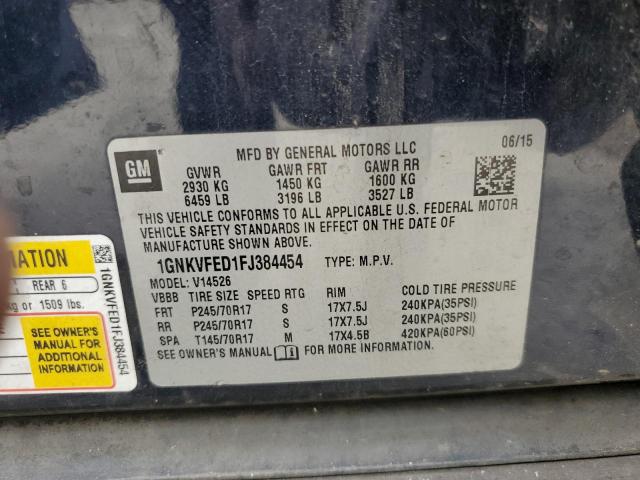 MFD BY GENERAL MOTORS LLC 06/15
GM
GVWR GAWR FRT GAWR RR
2930 KG 1450 KG 1600 KG
6459 LB 3196 LB 3527 LB
THIS VEHICLE CONFORMS TO ALL APPLICABLE U.S. FEDERAL MOTOR
VEHICLE SAFETY STANDARDS IN EFFECT ON THE DATE OF
MANUFACTURE SHOWN ABOVE.
1GNKVFED1FJ384454 TYPE: M.P.V.
MODEL: V14526
VBBB TIRE SIZE SPEED RTG RIM COLD TIRE PRESSURE
FRT P245/70R17 S 17X7.5J 240KPA(35PSI)
RR P245/70R17 S 17X7.5J 240KPA(35PSI)
SPA T145/70R17 M 17X4.5B 420KPA(60PSI)
SEE OWNER'S MANUAL FOR MORE INFORMATION.
REAR 6
kg or 1509 lbs.
SEE OWNER'S
MANUAL FOR
ADDITIONAL
INFORMATION
1GNKVFED1FJ384454